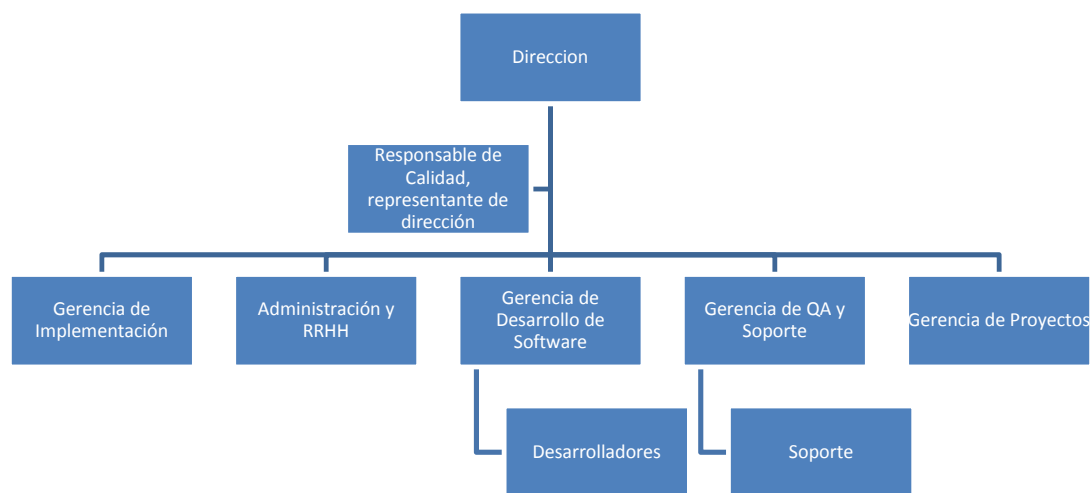 Direccion
Responsable de
Calidad,
representante de
dirección
Gerencia de
Implementación
Administración y
RRHH
Gerencia de
Desarrollo de
Software
Gerencia de QA y
Soporte
Gerencia de Proyectos
Desarrolladores
Soporte